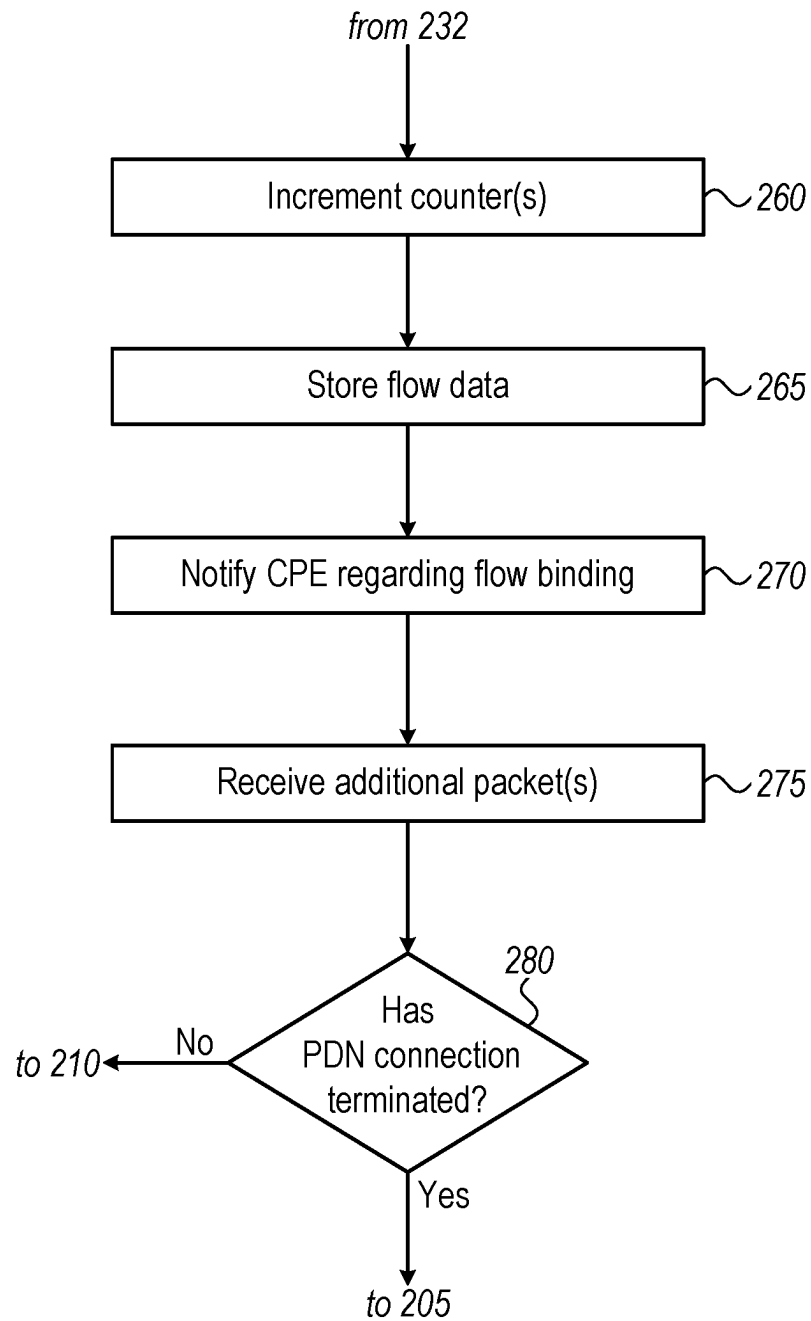 from 232
Increment counter(s)
260
Store flow data
265
Notify CPE regarding flow binding
270
Receive additional packet(s)
275
280
Has
PDN connection
terminated?
No
to 210
Yes
to 205